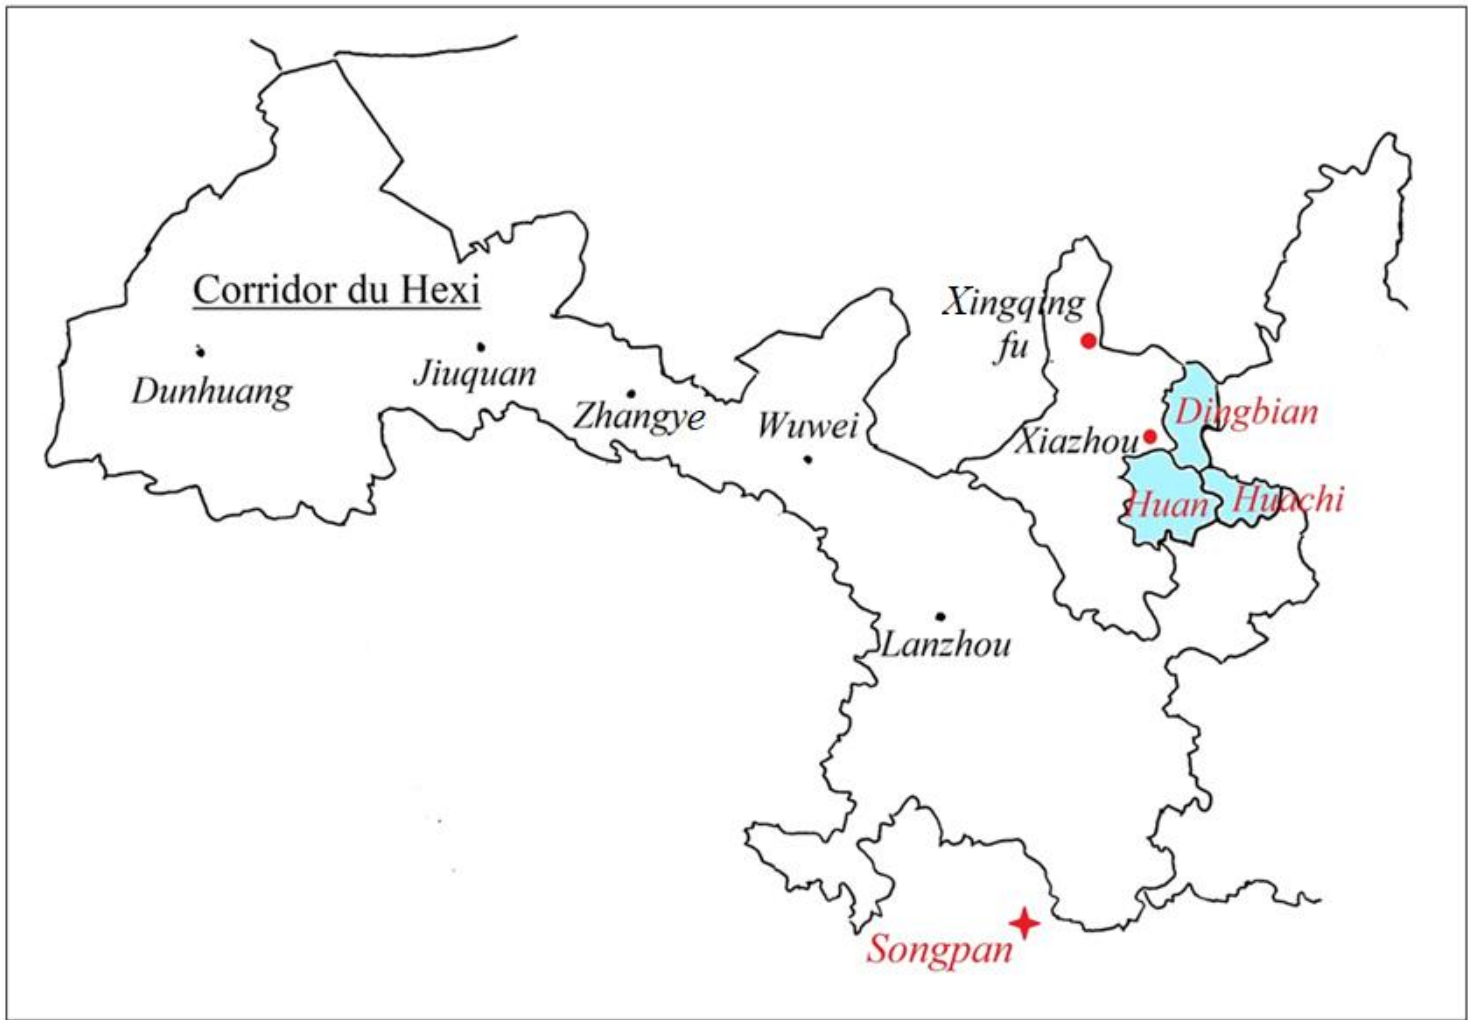 Corridor du Hexi
Xingqing
fu
Dunhuang
Jiuquan
Zhangye
Wuwei
Dingbian
Xiazhou
Huan
Huachi
Lanzhou
Songpan